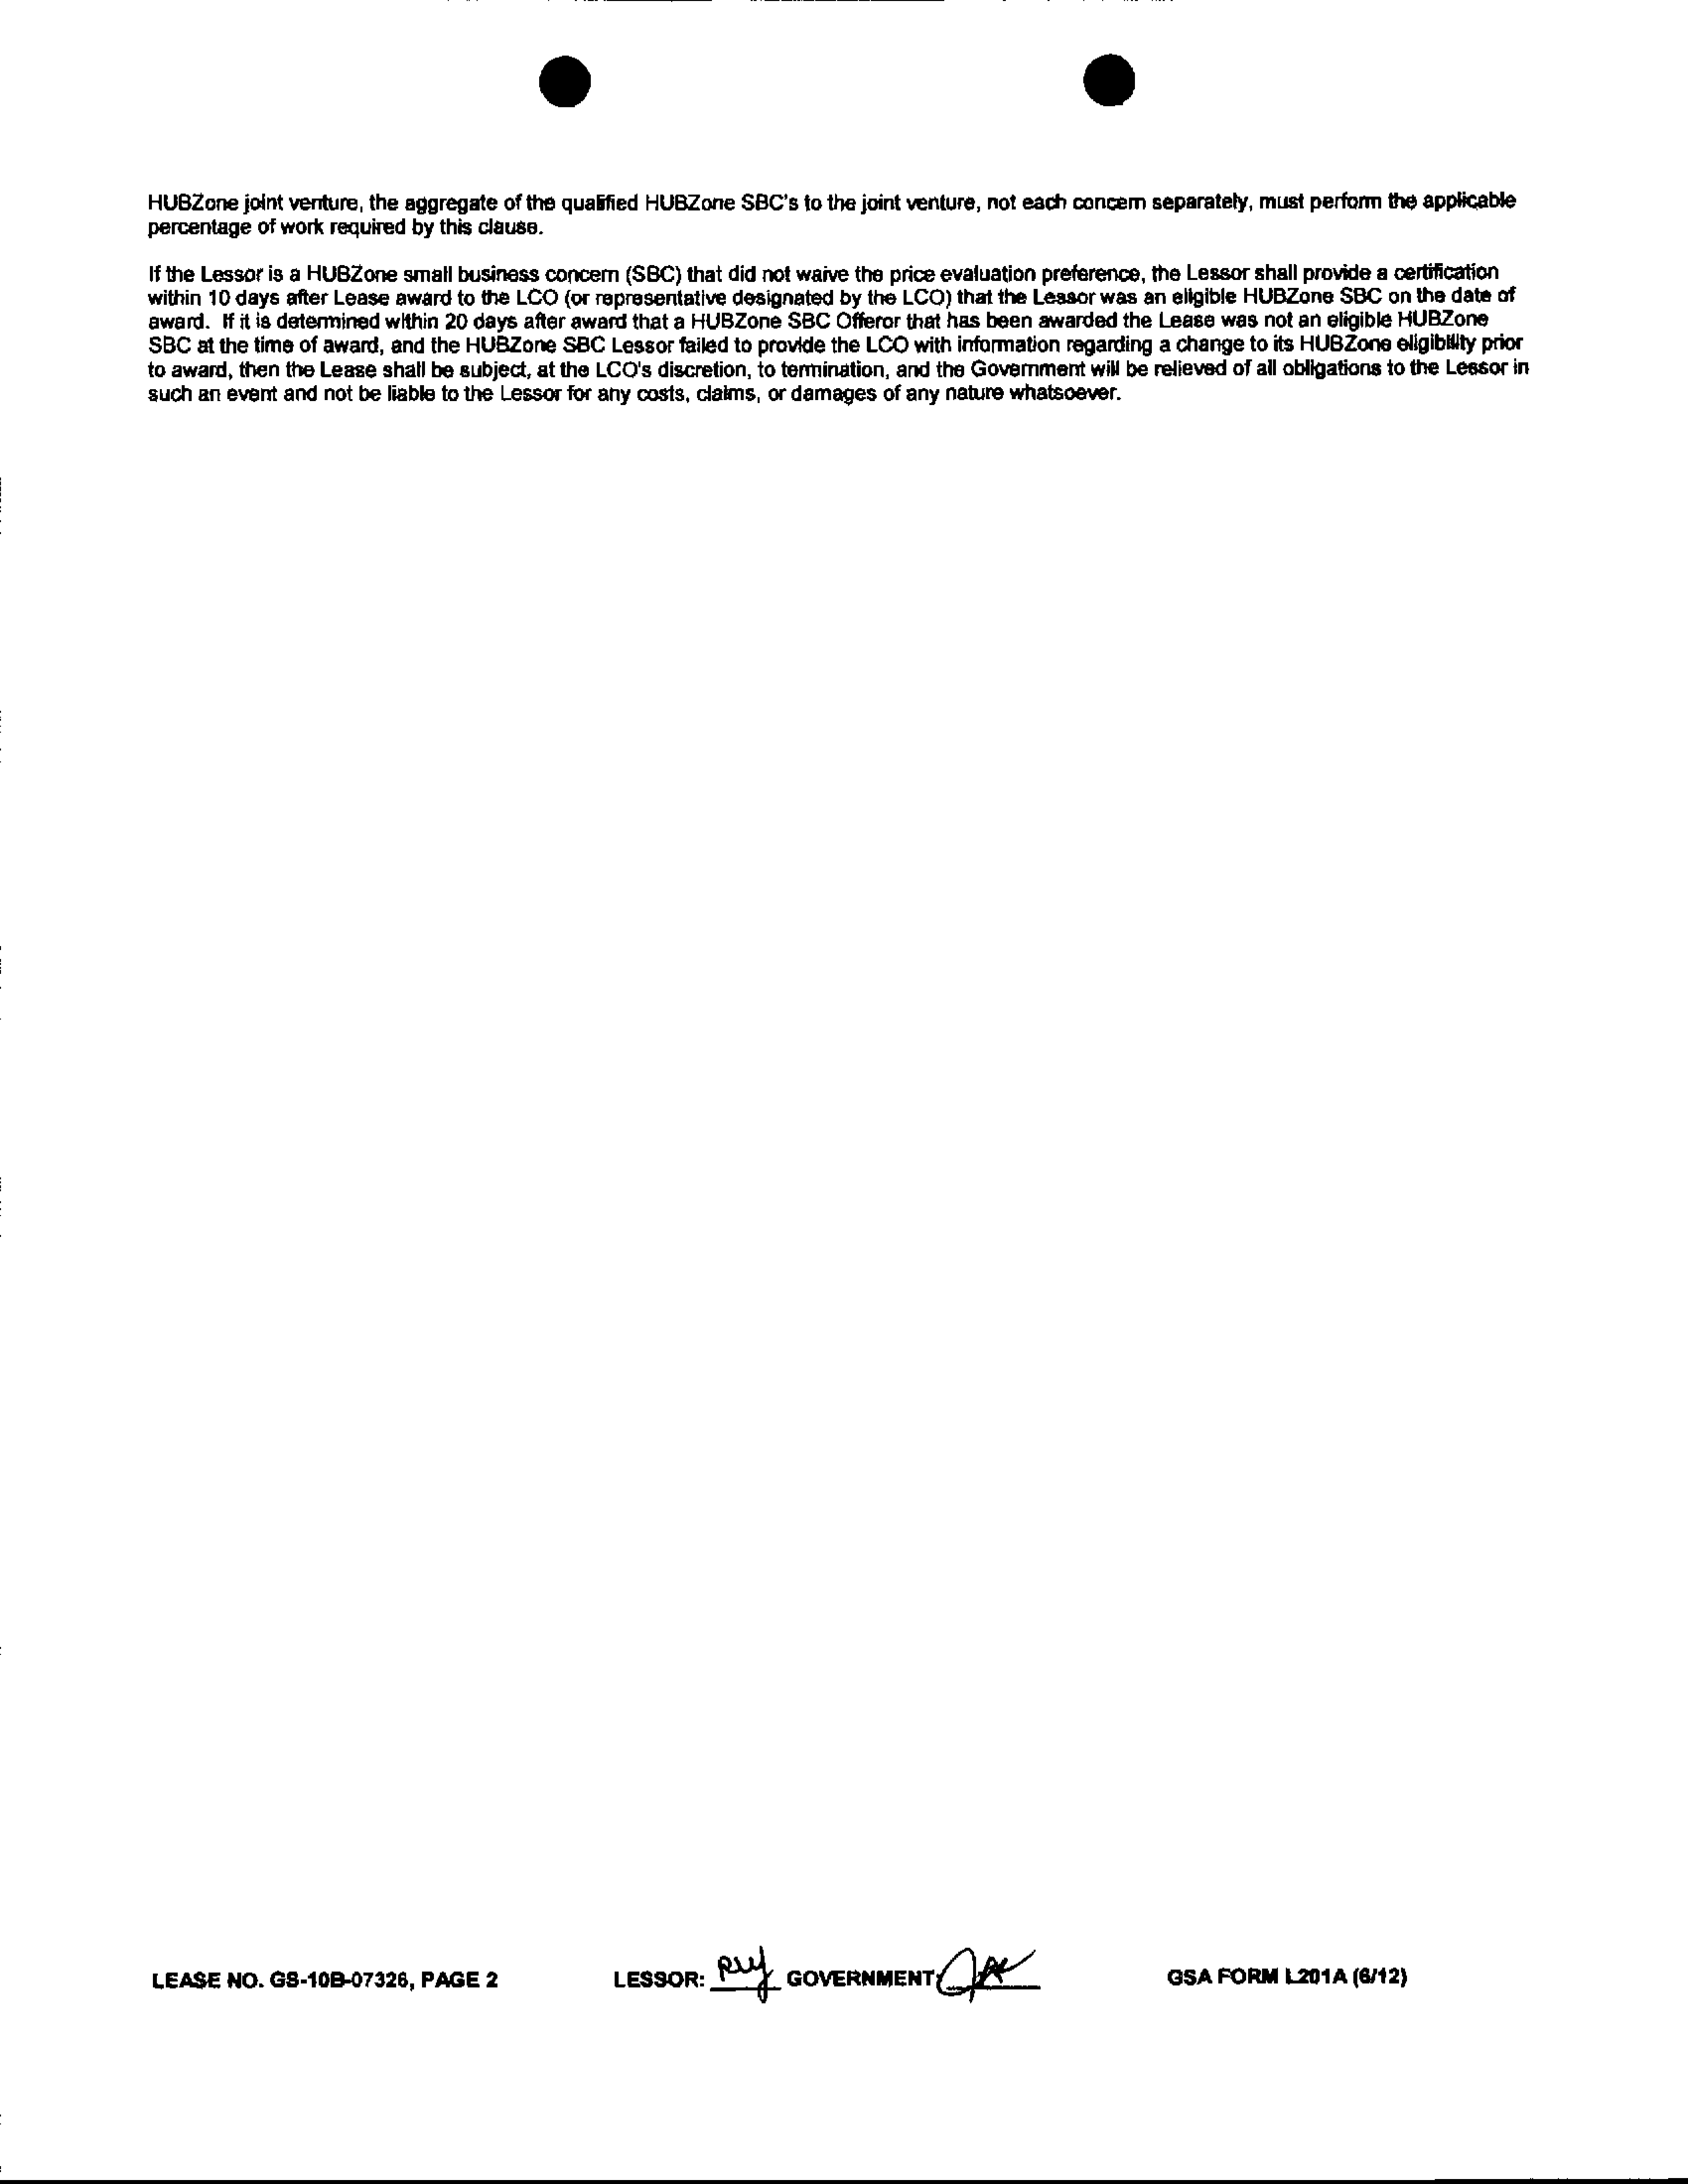 HUBZone joint venture, the aggregate of the qualified HUBZone SBC's to the joint venture, not each concern separately, must perform the applicable
percentage of work required by this clause.
If the Lessor is a HUBZone small business concern (SBC) that did not waive the price evaluation preference, the Lessor shall provide a certification
within 10 days after Lease award to the LCO (or representative designated by the LCO) that the Lessor was an eligible HUBZone SBC on the date of
award. If it is determined within 20 days after award that a HUBZone SBC Offeror that has been awarded the Lease was not an eligible HUBZone
SBC at the time of award, and the HUBZone SBC Lessor failed to provide the LCO with information regarding a change to its HUBZone eligibility prior
to award, then the Lease shall be subject, at the LCO's discretion, to termination, and the Government will be relieved of all obligations to the Lessor in
such an event and not be liable to the Lessor for any costs, claims, or damages of any nature whatsoever.
LEASE NO. GS-10B-07326, PAGE 2 LESSOR: GOVERNMENT: GSA FORM L201A (6/12)